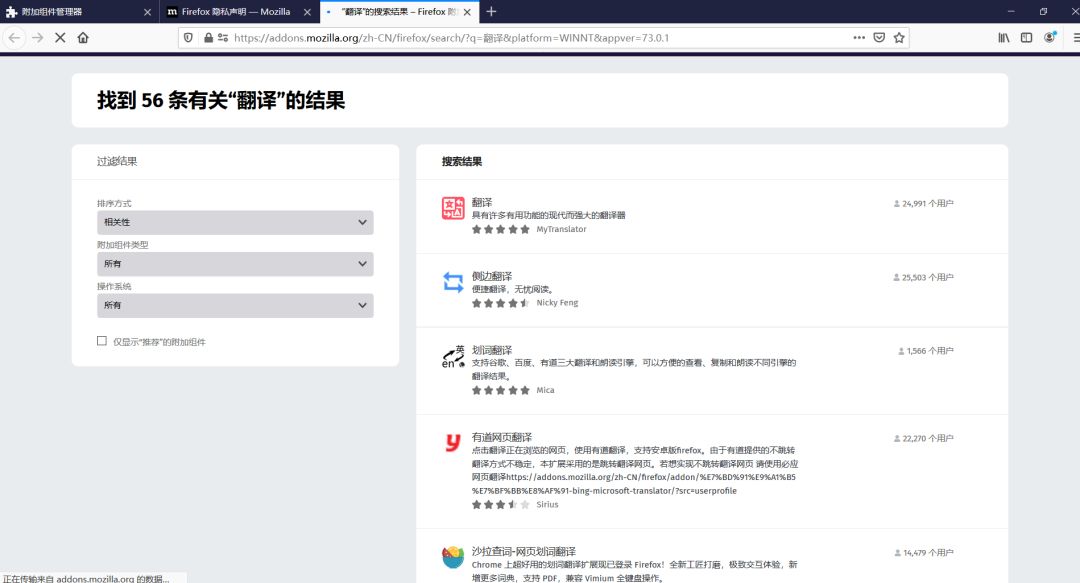 附加组件管理器
Firefox 隐私声明 — Mozilla
“翻译”的搜索结果 – Firefox 附
https://addons.mozilla.org/zh-CN/firefox/search/?q=翻译&platform=WINNT&appver=73.0.1
找到 56 条有关“翻译”的结果
过滤结果
排序方式
相关性
附加组件类型
所有
操作系统
所有
仅显示“推荐”的附加组件
搜索结果
翻译
24,991 个用户
具有许多有用功能的现代而强大的翻译器
MyTranslator
侧边翻译
25,503 个用户
便捷翻译，无忧阅读。
Nicky Feng
英
en
划词翻译
1,566 个用户
支持谷歌、百度、有道三大翻译和朗读引擎，可以方便的查看、复制和朗读不同引擎的
翻译结果。
Mica
y
有道网页翻译
22,270 个用户
点击翻译正在浏览的网页，使用有道翻译，支持安卓版firefox。由于有道提供的不跳转
翻译方式不稳定，本扩展采用的是跳转翻译网页。若想实现不跳转翻译网页 请使用必应
网页翻译https://addons.mozilla.org/zh-CN/firefox/addon/%E7%BD%91%E9%A1%B5
%E7%BF%BB%E8%AF%91-bing-microsoft-translator/?src=userprofile
Sirius
沙拉查词-网页划词翻译
14,479 个用户
Chrome 上超好用的划词翻译扩展现已登录 Firefox！全新工匠打磨，极致交互体验，新
增更多词典，支持 PDF，兼容 Vimium 全键盘操作。
正在传输来自 addons.mozilla.org 的数据...